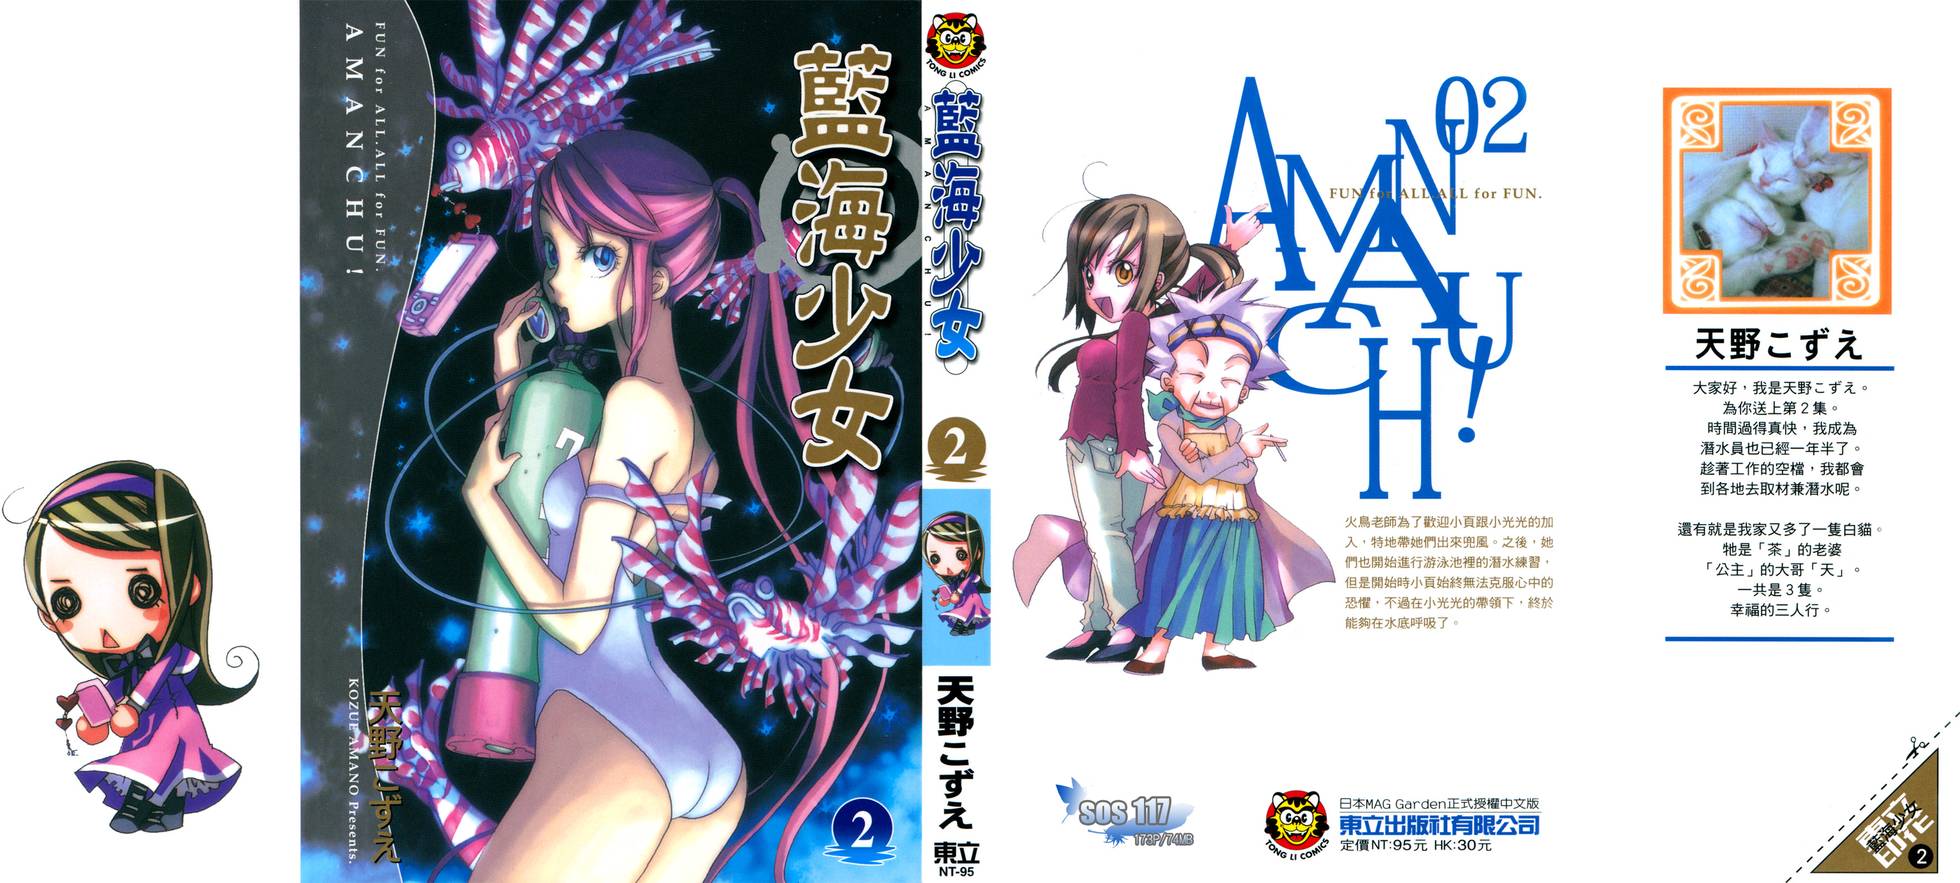 FUN for ALL. ALL for FUN.
AMANCHU!
藍海少女
天野こずえ
KOZUE AMANO Presents.
2
TONG LI COMICS
藍海少女
AMANCHU!
2
天野こずえ
東立
NT-95
02
AMANCHU!
FUN for ALL ALL for FUN.
火鳥老師為了歡迎小頁跟小光光的加
入，特地帶她們出來兜風。之後，她
們也開始進行游泳池裡的潛水練習，
但是開始時小頁始終無法克服心中的
恐懼，不過在小光光的帶領下，終於
能夠在水底呼吸了。
SOS 117
173P/74MB
TONG LI COMICS
日本MAG Garden正式授權中文版
東立出版社有限公司
定價NT:95元 HK:30元
天野こずえ
大家好，我是天野こずえ。
為你送上第2集。
時間過得真快，我成為
潛水員也已經一年半了。
趁著工作的空檔，我都會
到各地去取材兼潛水呢。
還有就是我家又多了一隻白貓。
牠是「茶」的老婆
「公主」的大哥「天」。
一共是3隻。
幸福的三人行。
藍海少女
2